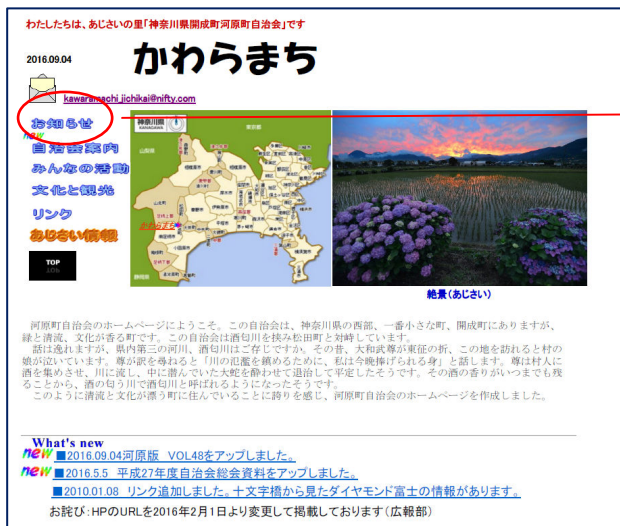 わたしたちは、あじさいの里「神奈川県開成町河原町自治会」です
2016.09.04
かわらまち
kawaramachi_jichikai@nifty.com
お知らせ
new
自治会案内
みんなの活動
文化と観光
リンク
あじさい情報
TOP
神奈川県
KANAGAWA
東京都
山梨県
静岡県
かわらまち
絶景(あじさい)
河原町自治会のホームページにようこそ。この自治会は、神奈川県の西部、一番小さな町、開成町にありますが、
緑と清流、文化が香る町です。この自治会は酒匂川を挟み松田町と対峙しています。
話は逸れますが、県内第三の河川、酒匂川はご存じですか。その昔、大和武尊が東征の折、この地を訪れると村の
娘が泣いています。尊が訳を尋ねると「川の氾濫を鎮めるために、私は今晩捧げられる身」と話します。尊は村人に
酒を集めさせ、川に流し、中に潜んでいた大蛇を酔わせて退治して平定したそうです。その酒の香りがいつまでも残
ることから、酒の匂う川で酒匂川と呼ばれるようになったそうです。
このように清流と文化が漂う町に住んでいることに誇りを感じ、河原町自治会のホームページを作成しました。
What's new
new ■2016.09.04河原版 VOL48をアップしました。
new ■2016.5.5 平成27年度自治会総会資料をアップしました。
■2010.01.08 リンク追加しました。十文字橋から見たダイヤモンド富士の情報があります。
お詫び:HPのURLを2016年2月1日より変更して掲載しております(広報部)